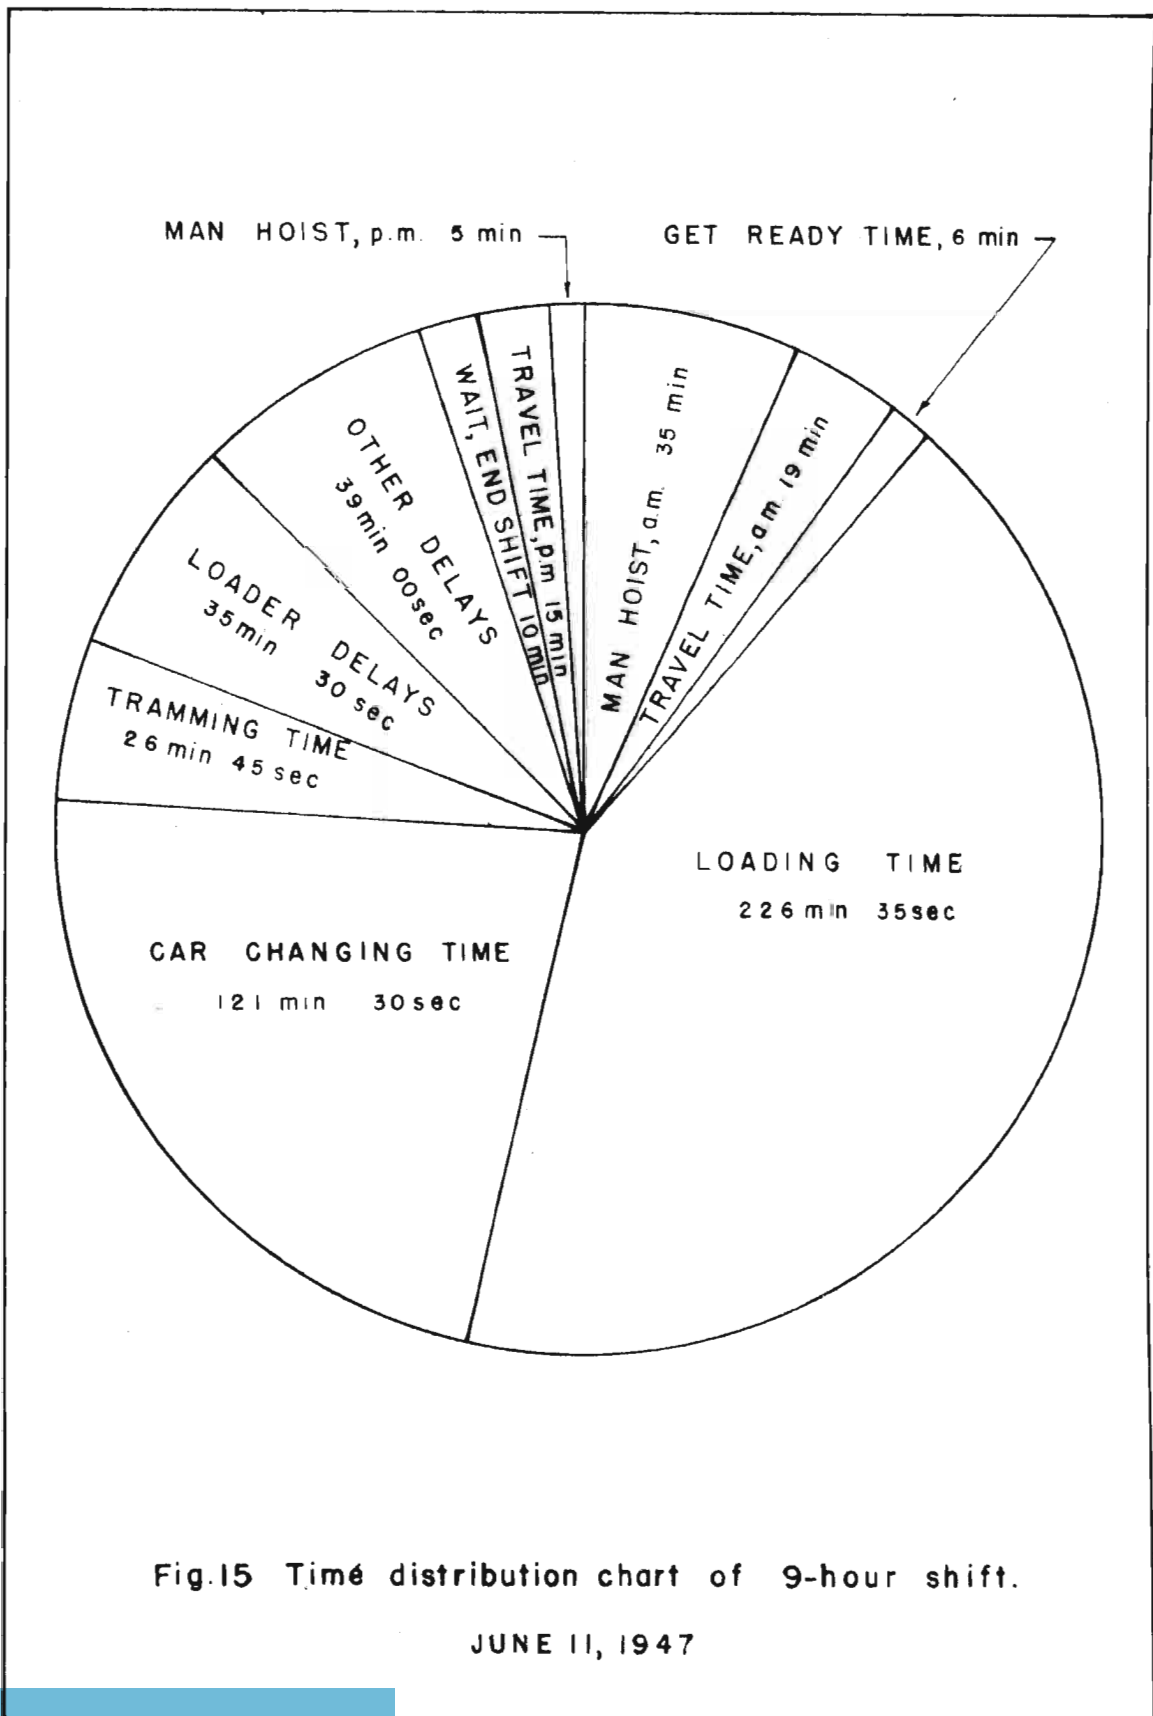 MAN HOIST, p.m. 5 min
GET READY TIME, 6 min
MAN HOIST, a.m. 35 min
TRAVEL TIME, a.m. 19 min
TRAVEL TIME, p.m 15 min
WAIT, END SHIFT 10 min
OTHER DELAYS
39 min 00 sec
LOADER DELAYS
35 min 30 sec
TRAMMING TIME
26 min 45 sec
LOADING TIME
226 min 35 sec
CAR CHANGING TIME
121 min 30 sec
Fig. 15 Time distribution chart of 9-hour shift.
JUNE 11, 1947